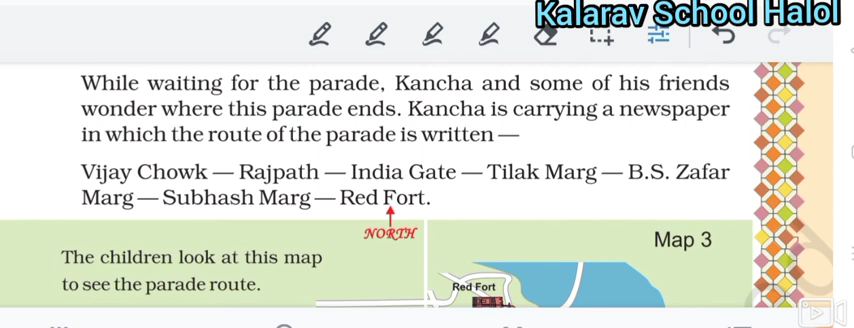 Kalarav School Halol
While waiting for the parade, Kancha and some of his friends
wonder where this parade ends. Kancha is carrying a newspaper
in which the route of the parade is written —
Vijay Chowk — Rajpath — India Gate — Tilak Marg — B.S. Zafar
Marg — Subhash Marg — Red Fort.
NORTH
Map 3
The children look at this map
to see the parade route.
Red Fort